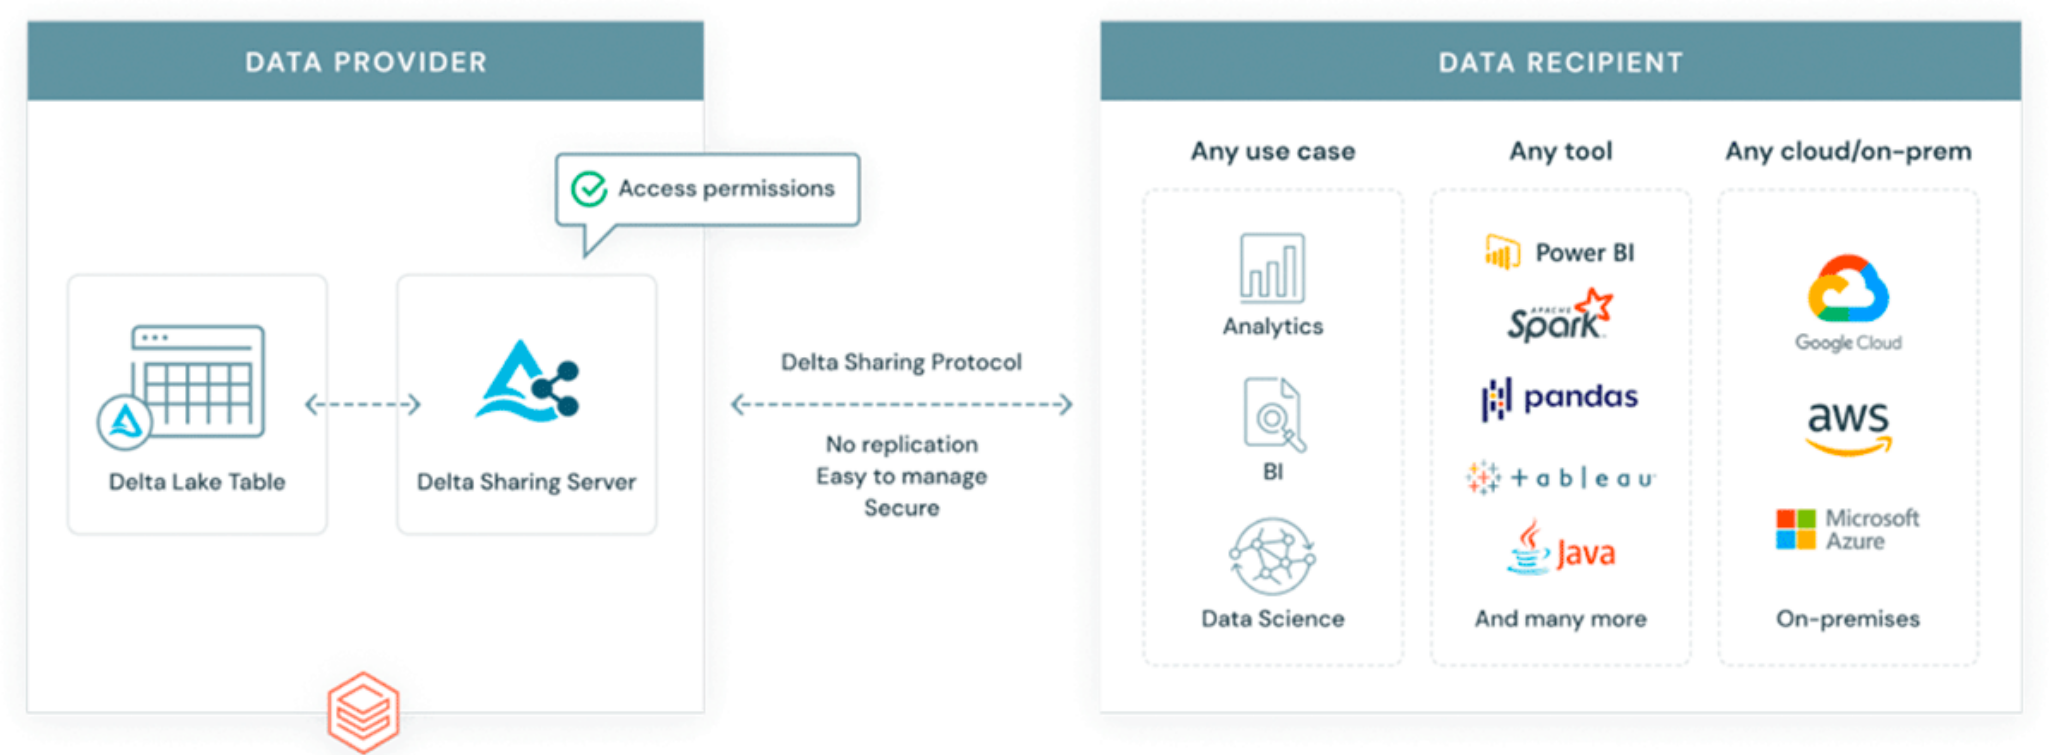 DATA PROVIDER
Access permissions
Delta Lake Table
Delta Sharing Server
Delta Sharing Protocol
No replication
Easy to manage
Secure
DATA RECIPIENT
Any use case
Analytics
BI
Data Science
Any tool
Power BI
APACHE
Spark
pandas
+ableau
Java
And many more
Any cloud/on-prem
Google Cloud
aws
Microsoft
Azure
On-premises